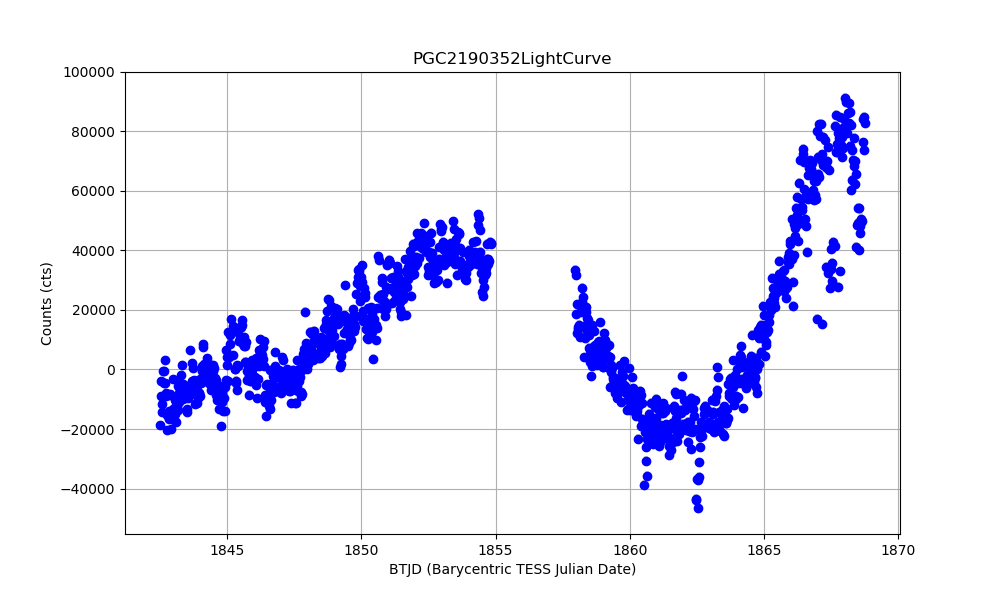 PGC2190352LightCurve
100000
80000
60000
40000
20000
0
−20000
−40000
Counts (cts)
1845 1850 1855 1860 1865 1870
BTJD (Barycentric TESS Julian Date)